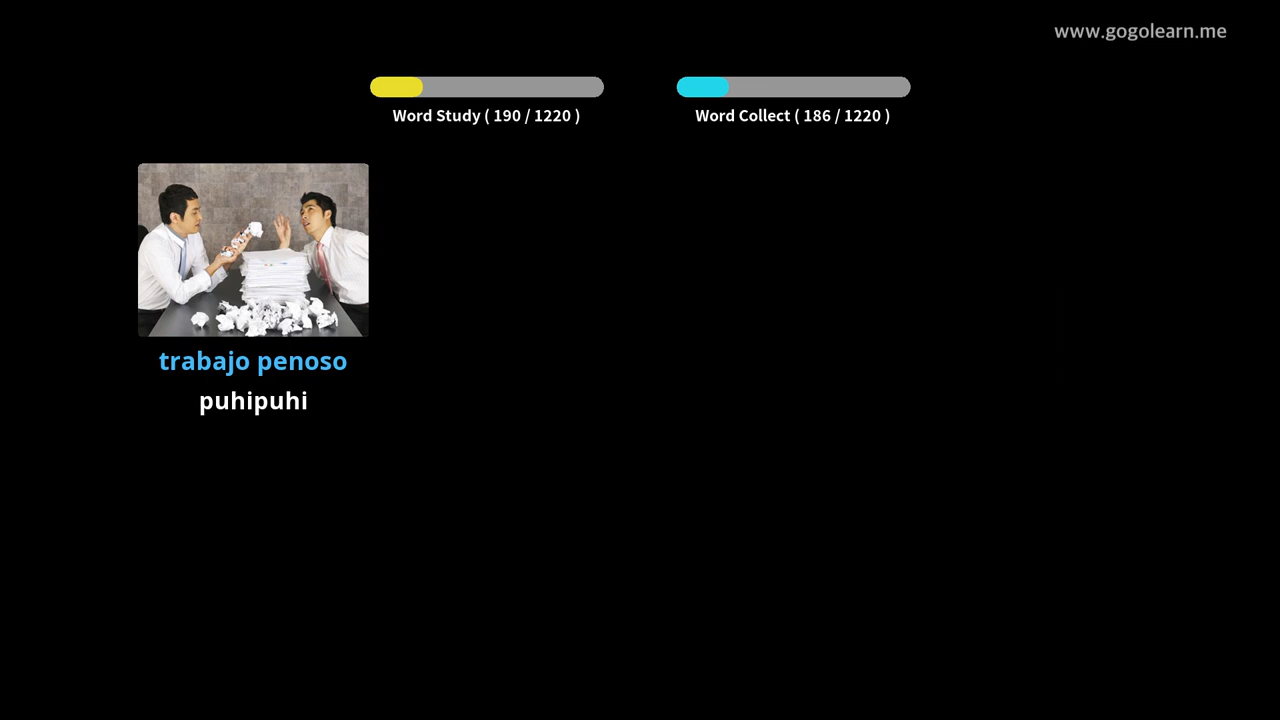 www.gogolearn.me
Word Study ( 190 / 1220 )
Word Collect ( 186 / 1220 )
trabajo penoso
puhipuhi